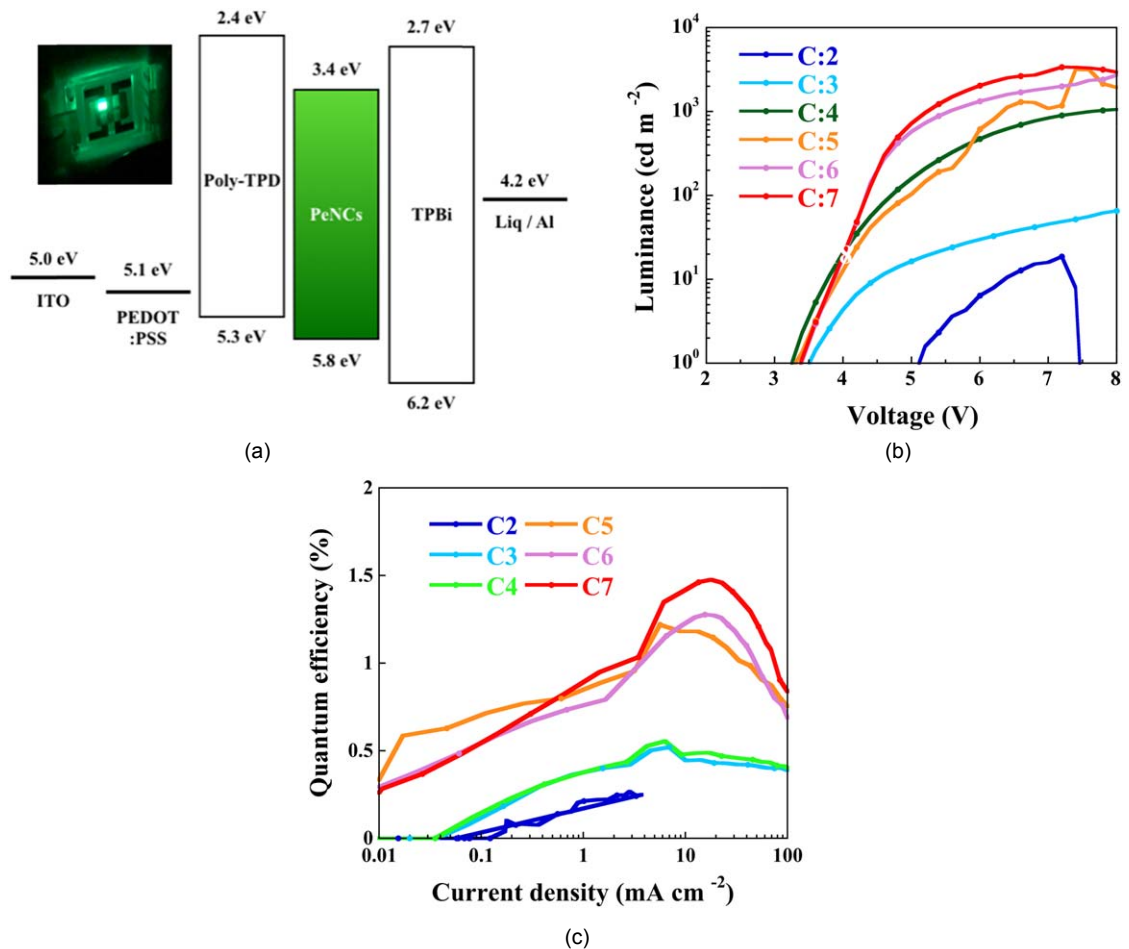 2.4 eV
2.7 eV
3.4 eV
Poly-TPD
PeNCs
TPBi
4.2 eV
Liq / Al
5.0 eV
ITO
5.1 eV
PEDOT
:PSS
5.3 eV
5.8 eV
6.2 eV
(a)
Luminance (cd m -2)
10^4
10^3
10^2
10^1
10^0
C:2
C:3
C:4
C:5
C:6
C:7
2 3 4 5 6 7 8
Voltage (V)
(b)
Quantum efficiency (%)
2
1.5
1
0.5
0
C2 C5
C3 C6
C4 C7
0.01 0.1 1 10 100
Current density (mA cm -2)
(c)